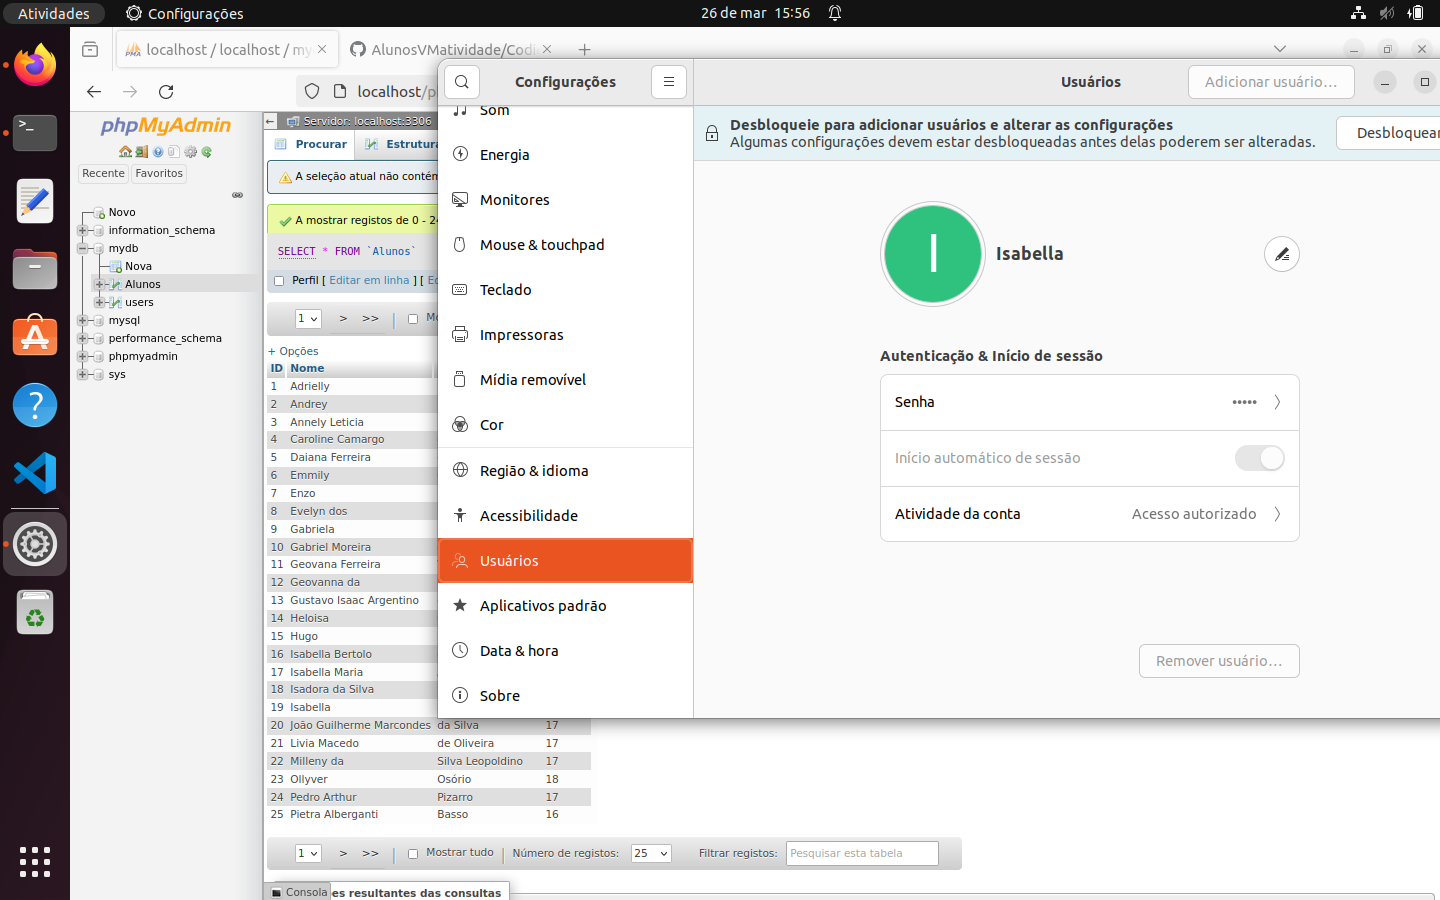 Atividades
Configurações
26 de mar 15:56
localhost / localhost / my
AlunosVMatividade/Codi
localhost/p
phpMyAdmin
Recente
Favoritos
Novo
information_schema
mydb
Nova
Alunos
users
mysql
performance_schema
phpmyadmin
sys
Servidor: localhost:3306
Procurar
Estrutura
A seleção atual não contém
A mostrar registos de 0 - 24
SELECT * FROM `Alunos`
Perfil [ Editar em linha ] [ Ed
1
>
>>
+ Opções
ID Nome
1 Adrielly
2 Andrey
3 Annely Leticia
4 Caroline Camargo
5 Daiana Ferreira
6 Emmily
7 Enzo
8 Evelyn dos
9 Gabriela
10 Gabriel Moreira
11 Geovana Ferreira
12 Geovanna da
13 Gustavo Isaac Argentino
14 Heloisa
15 Hugo
16 Isabella Bertolo
17 Isabella Maria
18 Isadora da Silva
19 Isabella
20 João Guilherme Marcondes da Silva 17
21 Livia Macedo de Oliveira 17
22 Milleny da Silva Leopoldino 17
23 Ollyver Osório 18
24 Pedro Arthur Pizarro 17
25 Pietra Alberganti Basso 16
1 > >> Mostrar tudo Número de registos: 25 Filtrar registos: Pesquisar esta tabela
Consola
es resultantes das consultas
Configurações
Som
Energia
Monitores
Mouse & touchpad
Teclado
Impressoras
Mídia removível
Cor
Região & idioma
Acessibilidade
Usuários
Aplicativos padrão
Data & hora
Sobre
Usuários
Adicionar usuário...
Desbloqueie para adicionar usuários e alterar as configurações
Algumas configurações devem estar desbloqueadas antes delas poderem ser alteradas.
Desbloquear
I
Isabella
Autenticação & Início de sessão
Senha •••••
Início automático de sessão
Atividade da conta Acesso autorizado
Remover usuário...